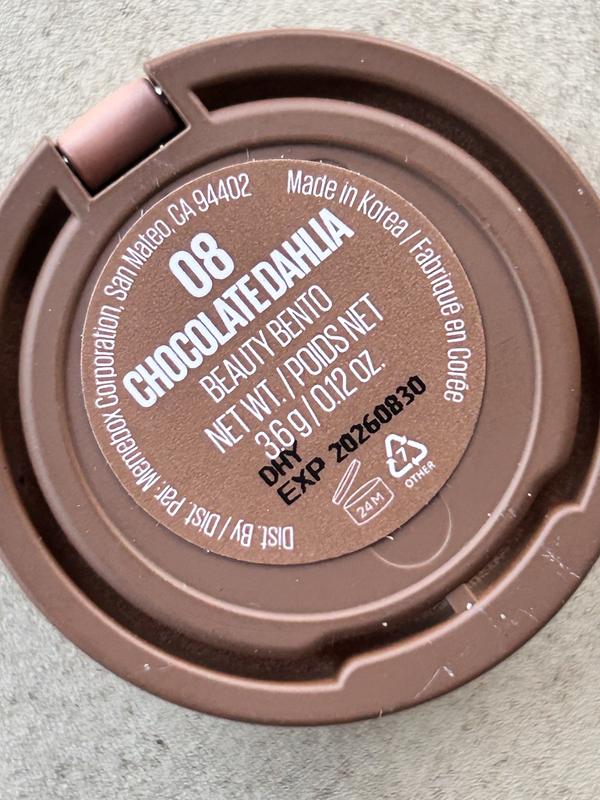 08
CHOCOLATE DAHLIA
BEAUTY BENTO
NET WT. / POIDS NET
3.6 g / 0.12 oz.
DHY
EXP 20260830
24M
7
OTHER
Dist. By / Dist. Par: Memebox Corporation, San Mateo, CA 94402
Made in Korea / Fabriqué en Corée